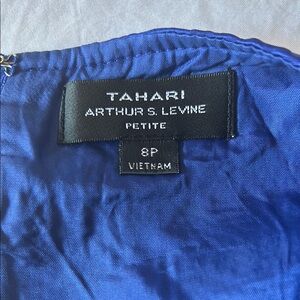 TAHARI
ARTHUR S. LEVINE
PETITE
8P
VIETNAM